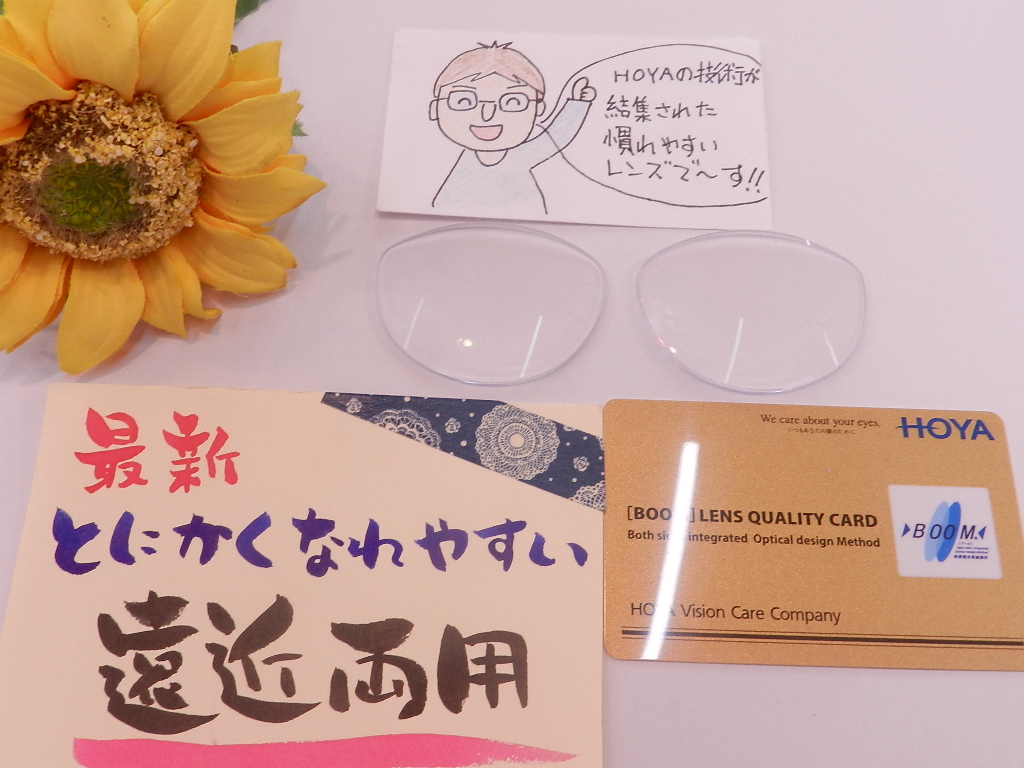 HOYAの技術が
結集された
慣れやすい
レンズで〜す!!
最新
とにかくなれやすい
遠近両用
We care about your eyes.
HOYA
LENS QUALITY CARD
Both integrated Optical design Method
BOOM
HOYA Vision Care Company